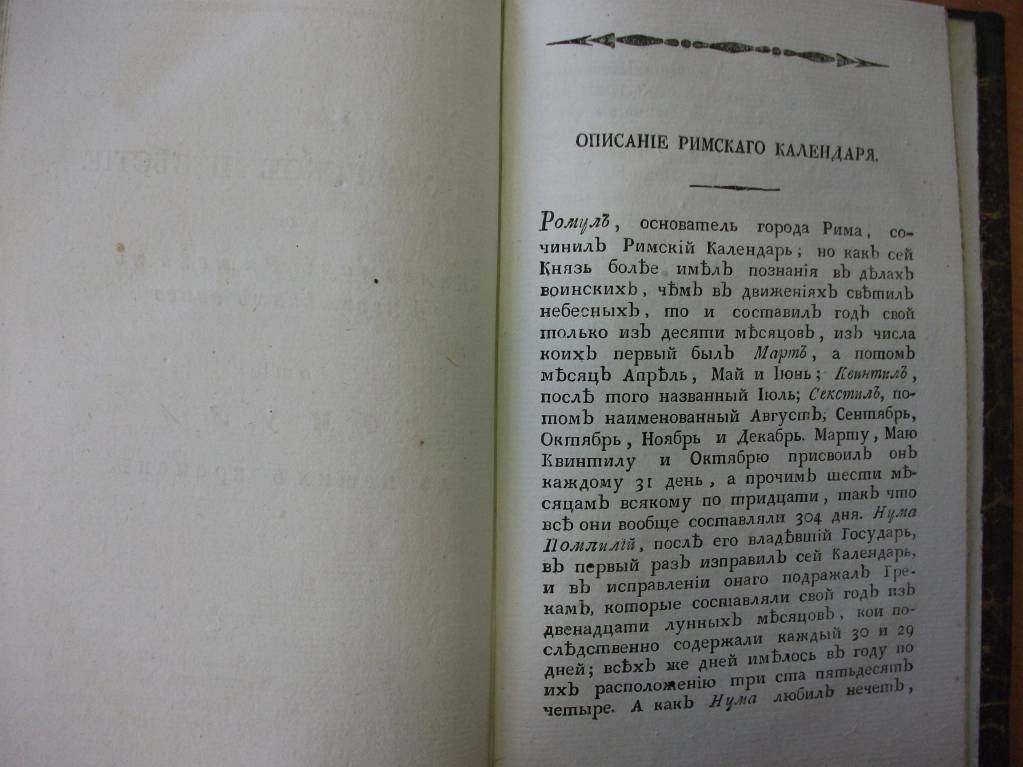 ОПИСАНІЕ РИМСКАГО КАЛЕНДАРЯ.
Ромулъ, основатель города Рима, со-
чинилъ Римскій Календарь; но какъ сей
Князь болѣе имѣлъ познанія въ дѣлахъ
воинскихъ, чѣмъ въ движеніяхъ свѣтилъ
небесныхъ, то и составилъ годъ свой
только изъ десяти мѣсяцовъ, изъ числа
коихъ первый былъ Мартъ, а потомъ
мѣсяцъ Апрѣль, Май и Іюнь; Квинтилъ,
послѣ того названный Іюль; Секстилъ, по-
томъ наименованный Августъ, Сентябрь,
Октябрь, Ноябрь и Декабрь. Марту, Маю
Квинтилу и Октябрю присвоилъ онъ
каждому 31 день, а прочимъ шести мѣ-
сяцамъ всякому по тридцати, такъ что
всѣ они вообще составляли 304 дня. Нума
Помпилій, послѣ его владѣвшій Государь,
въ первый разъ изправилъ сей Календарь,
и въ исправленіи онаго подражалъ Гре-
камъ, которые составляли свой годъ изъ
двенадцати лунныхъ мѣсяцовъ, кои по-
слѣдственно содержали каждый 30 и 29
дней; всѣхъ же дней имѣлось въ году по
ихъ расположенію три ста пятьдесятъ
четыре. А какъ Нума любилъ нечетъ,